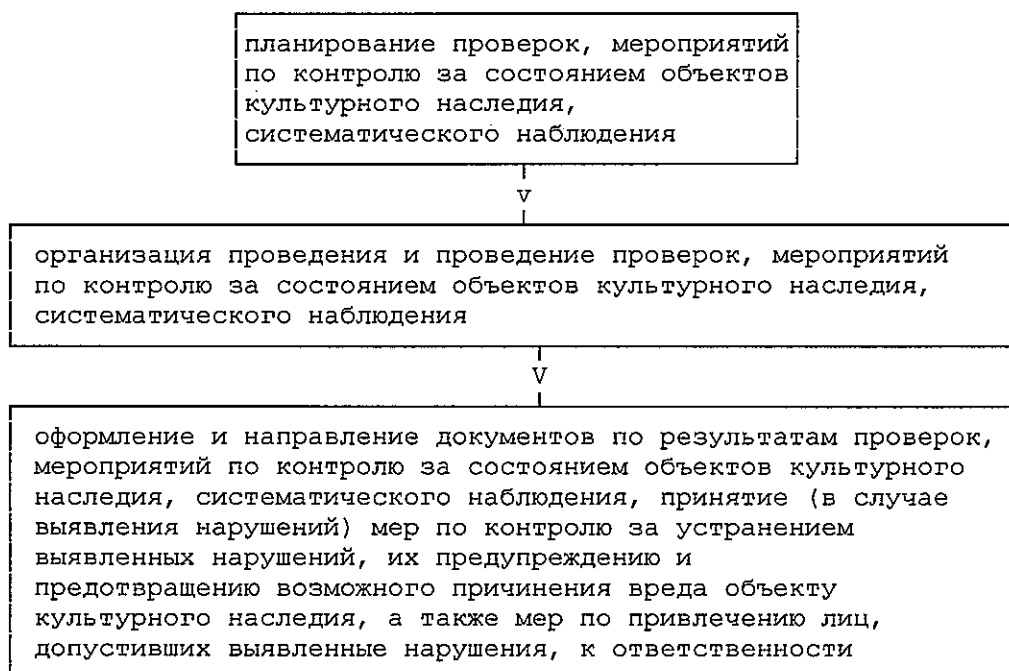 планирование проверок, мероприятий
по контролю за состоянием объектов
культурного наследия,
систематического наблюдения
v
организация проведения и проведение проверок, мероприятий
по контролю за состоянием объектов культурного наследия,
систематического наблюдения
V
оформление и направление документов по результатам проверок,
мероприятий по контролю за состоянием объектов культурного
наследия, систематического наблюдения, принятие (в случае
выявления нарушений) мер по контролю за устранением
выявленных нарушений, их предупреждению и
предотвращению возможного причинения вреда объекту
культурного наследия, а также мер по привлечению лиц,
допустивших выявленные нарушения, к ответственности